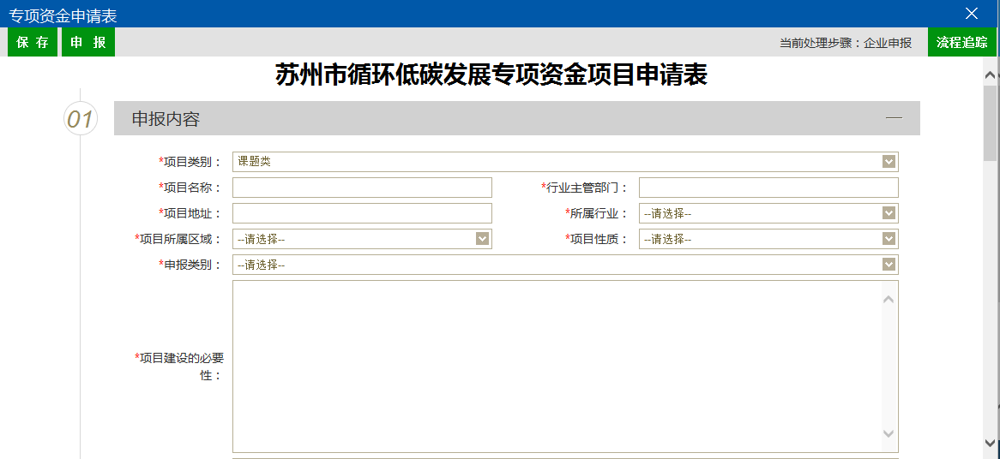 专项资金申请表
保 存 申 报 当前处理步骤：企业申报 流程追踪
苏州市循环低碳发展专项资金项目申请表
01 申报内容
*项目类别： 课题类
*项目名称： *行业主管部门：
*项目地址： *所属行业： --请选择--
*项目所属区域： --请选择-- *项目性质： --请选择--
*申报类别： --请选择--
*项目建设的必要
性：